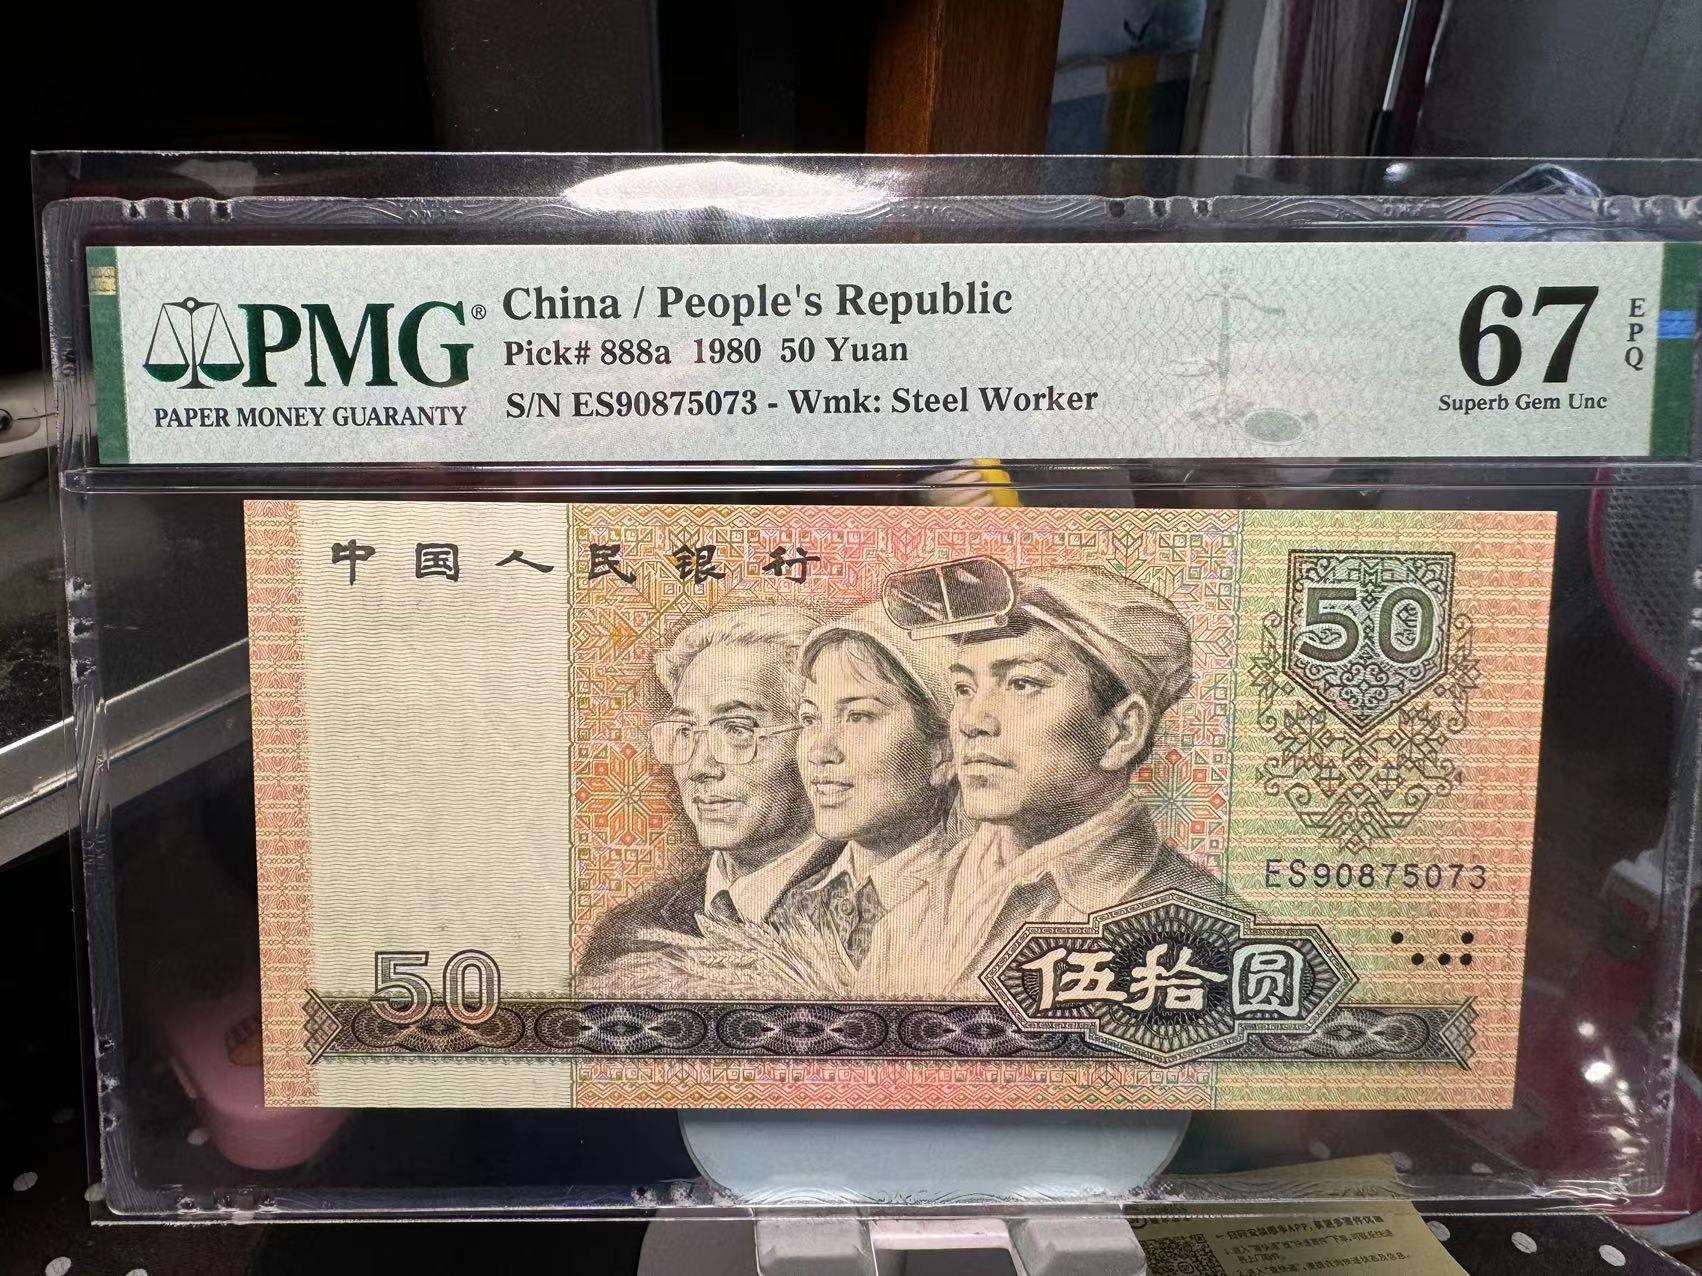 PMG®
PAPER MONEY GUARANTY
China / People's Republic
Pick# 888a 1980 50 Yuan
S/N ES90875073 - Wmk: Steel Worker
67
EPQ
Superb Gem Unc
中国人民银行
50
ES90875073
50
伍拾圆